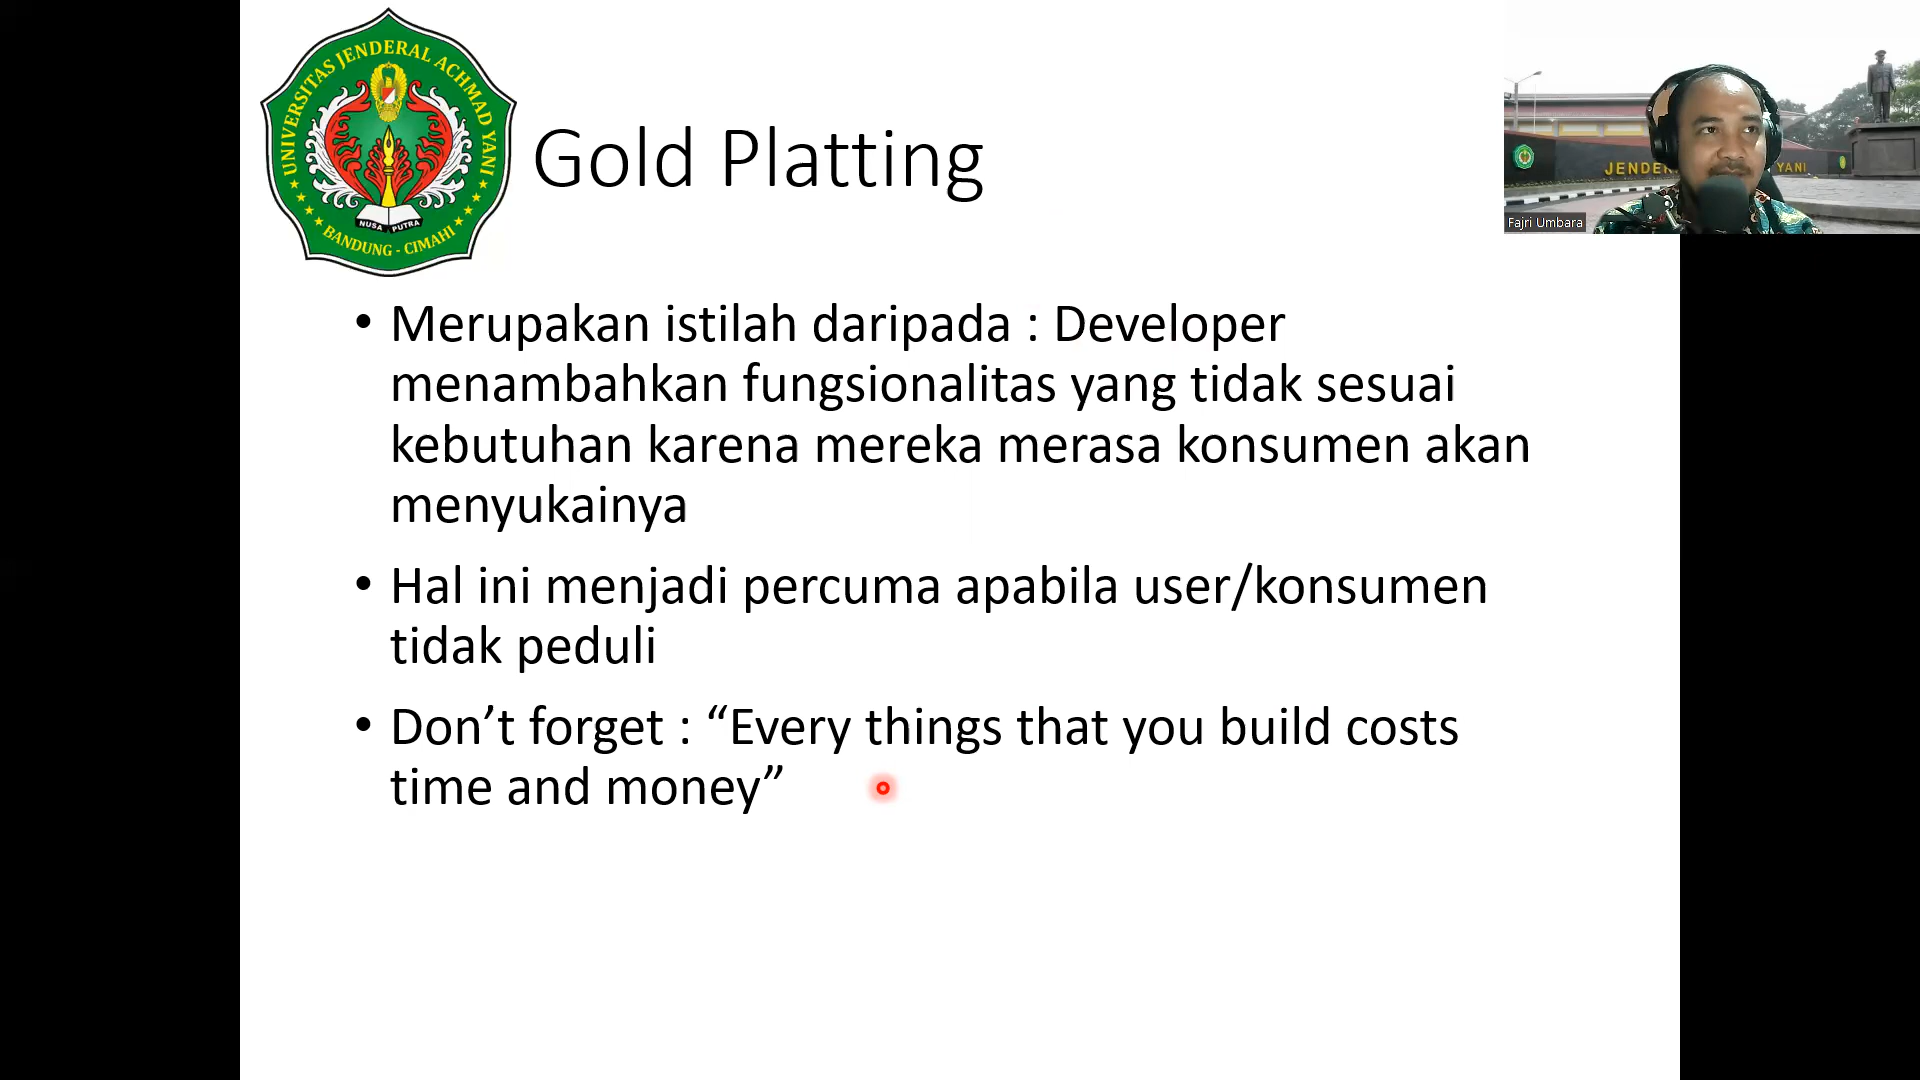 UNIVERSITAS JENDERAL ACHMAD YANI
NUSA PUTRA
BANDUNG - CIMAHI
Gold Platting
JENDER
YANI
Fajri Umbara
• Merupakan istilah daripada : Developer
menambahkan fungsionalitas yang tidak sesuai
kebutuhan karena mereka merasa konsumen akan
menyukainya
• Hal ini menjadi percuma apabila user/konsumen
tidak peduli
• Don’t forget : “Every things that you build costs
time and money”